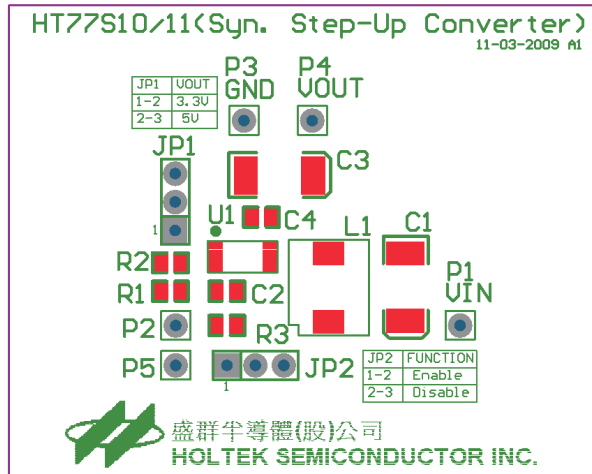 HT77S10/11(Syn. Step-Up Converter)
11-03-2009 A1
P3
GND
P4
VOUT
JP1 VOUT
1-2 3.3V
2-3 5V
JP1
C3
1
U1
C4
L1
C1
R2
R1
C2
P1
VIN
P2
R3
P5
JP2
1
JP2 FUNCTION
1-2 Enable
2-3 Disable
盛群半導體(股)公司
HOLTEK SEMICONDUCTOR INC.